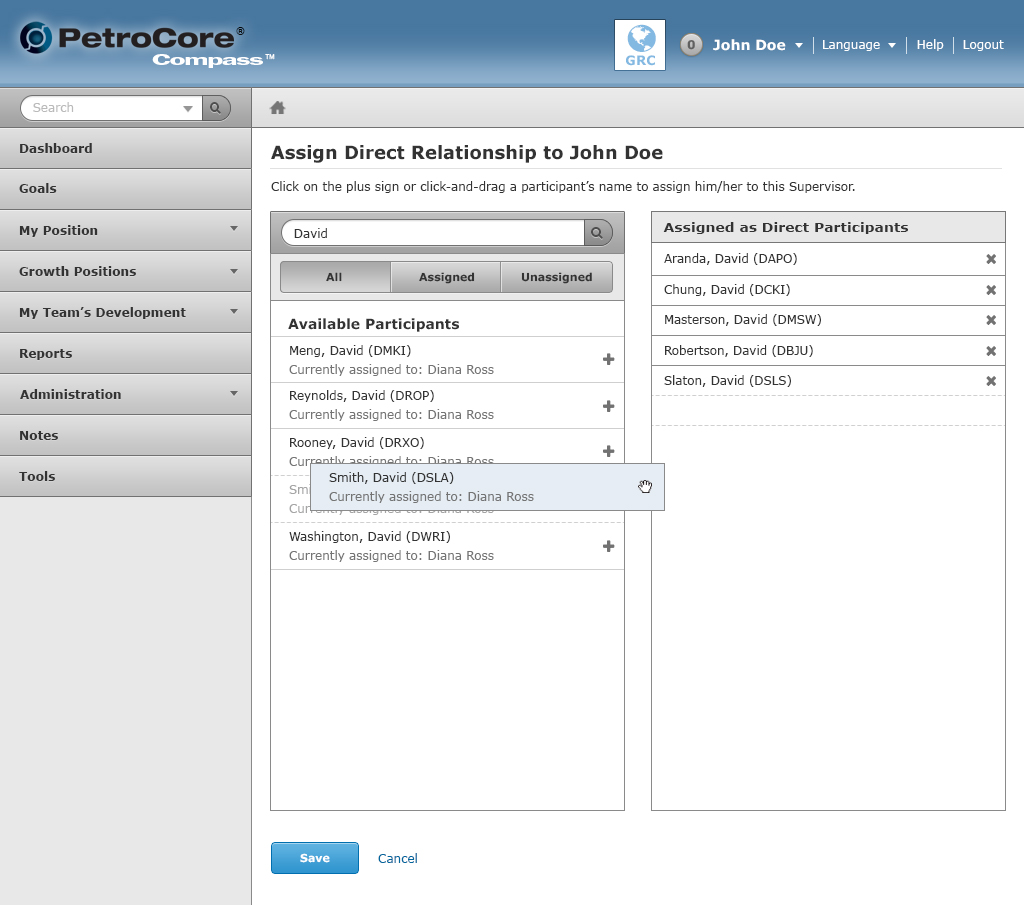 PetroCore®
Compass™
GRC
0
John Doe
Language
Help
Logout
Search
Dashboard
Goals
My Position
Growth Positions
My Team’s Development
Reports
Administration
Notes
Tools
Assign Direct Relationship to John Doe
Click on the plus sign or click-and-drag a participant’s name to assign him/her to this Supervisor.
David
All
Assigned
Unassigned
Available Participants
Meng, David (DMKI)
Currently assigned to: Diana Ross
Reynolds, David (DROP)
Currently assigned to: Diana Ross
Rooney, David (DRXO)
Currently assigned to: Diana Ross
Smith, David (DSLA)
Currently assigned to: Diana Ross
Smi
Currently assigned to: Diana Ross
Washington, David (DWRI)
Currently assigned to: Diana Ross
Assigned as Direct Participants
Aranda, David (DAPO)
Chung, David (DCKI)
Masterson, David (DMSW)
Robertson, David (DBJU)
Slaton, David (DSLS)
Save
Cancel